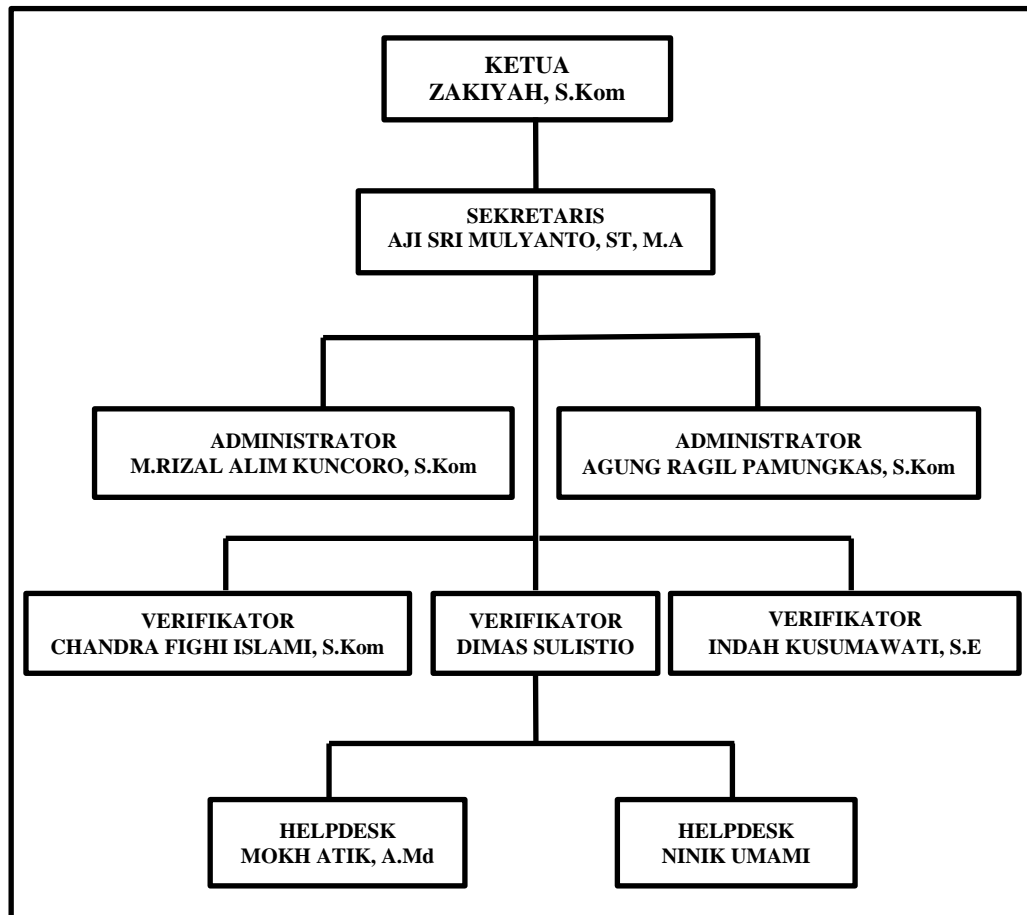 KETUA
ZAKIYAH, S.Kom
SEKRETARIS
AJI SRI MULYANTO, ST, M.A
ADMINISTRATOR
M.RIZAL ALIM KUNCORO, S.Kom
ADMINISTRATOR
AGUNG RAGIL PAMUNGKAS, S.Kom
VERIFIKATOR
CHANDRA FIGHI ISLAMI, S.Kom
VERIFIKATOR
DIMAS SULISTIO
VERIFIKATOR
INDAH KUSUMAWATI, S.E
HELPDESK
MOKH ATIK, A.Md
HELPDESK
NINIK UMAMI